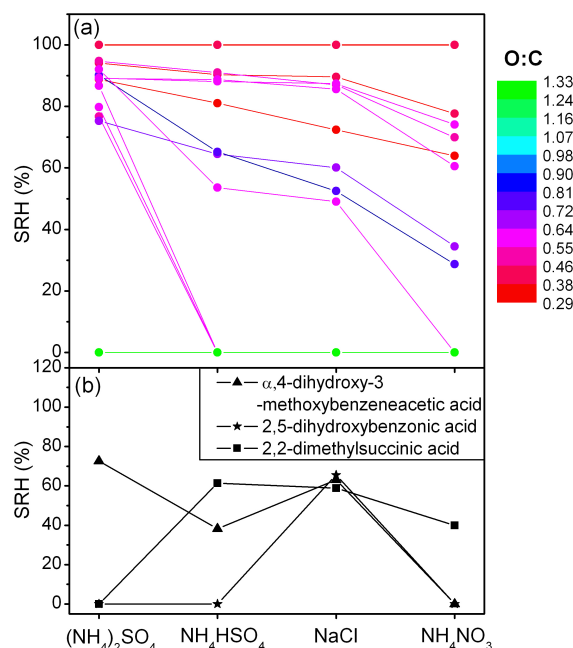 (a)
100
80
60
40
20
0
SRH (%)
O:C
1.33
1.24
1.16
1.07
0.98
0.90
0.81
0.72
0.64
0.55
0.46
0.38
0.29
(b)
120
100
80
60
40
20
0
SRH (%)
α,4-dihydroxy-3
-methoxybenzeneacetic acid
2,5-dihydroxybenzonic acid
2,2-dimethylsuccinic acid
(NH₄)₂SO₄ NH₄HSO₄ NaCl NH₄NO₃